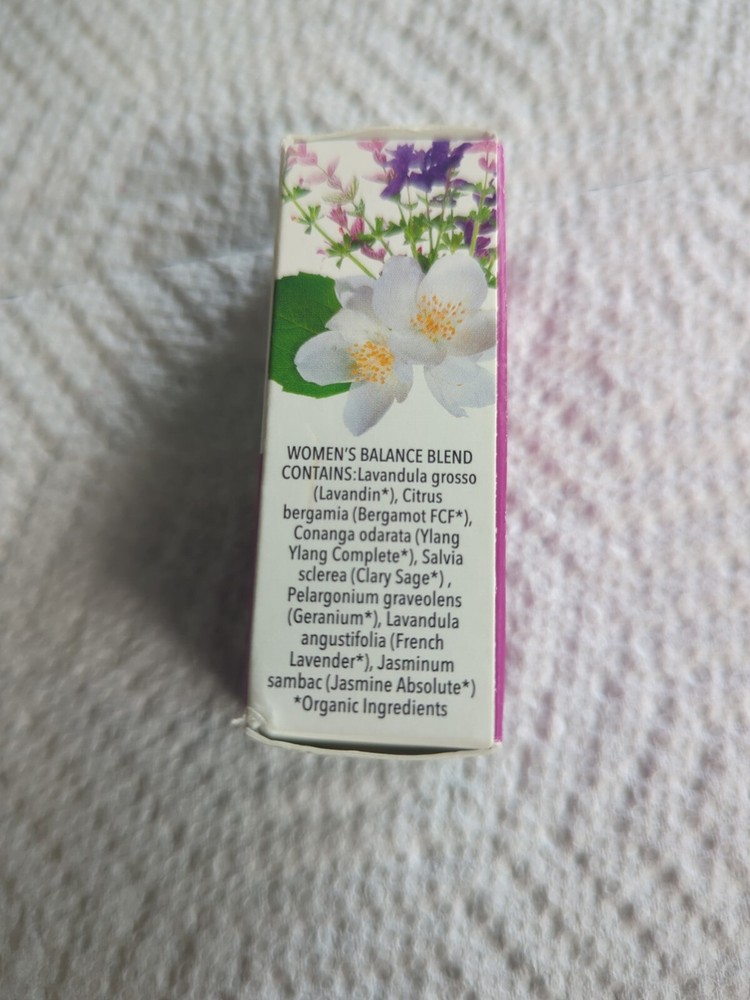 WOMEN'S BALANCE BLEND
CONTAINS:Lavandula grosso
(Lavandin*), Citrus
bergamia (Bergamot FCF*),
Conanga odarata (Ylang
Ylang Complete*), Salvia
sclerea (Clary Sage*) ,
Pelargonium graveolens
(Geranium*), Lavandula
angustifolia (French
Lavender*), Jasminum
sambac (Jasmine Absolute*)
*Organic Ingredients